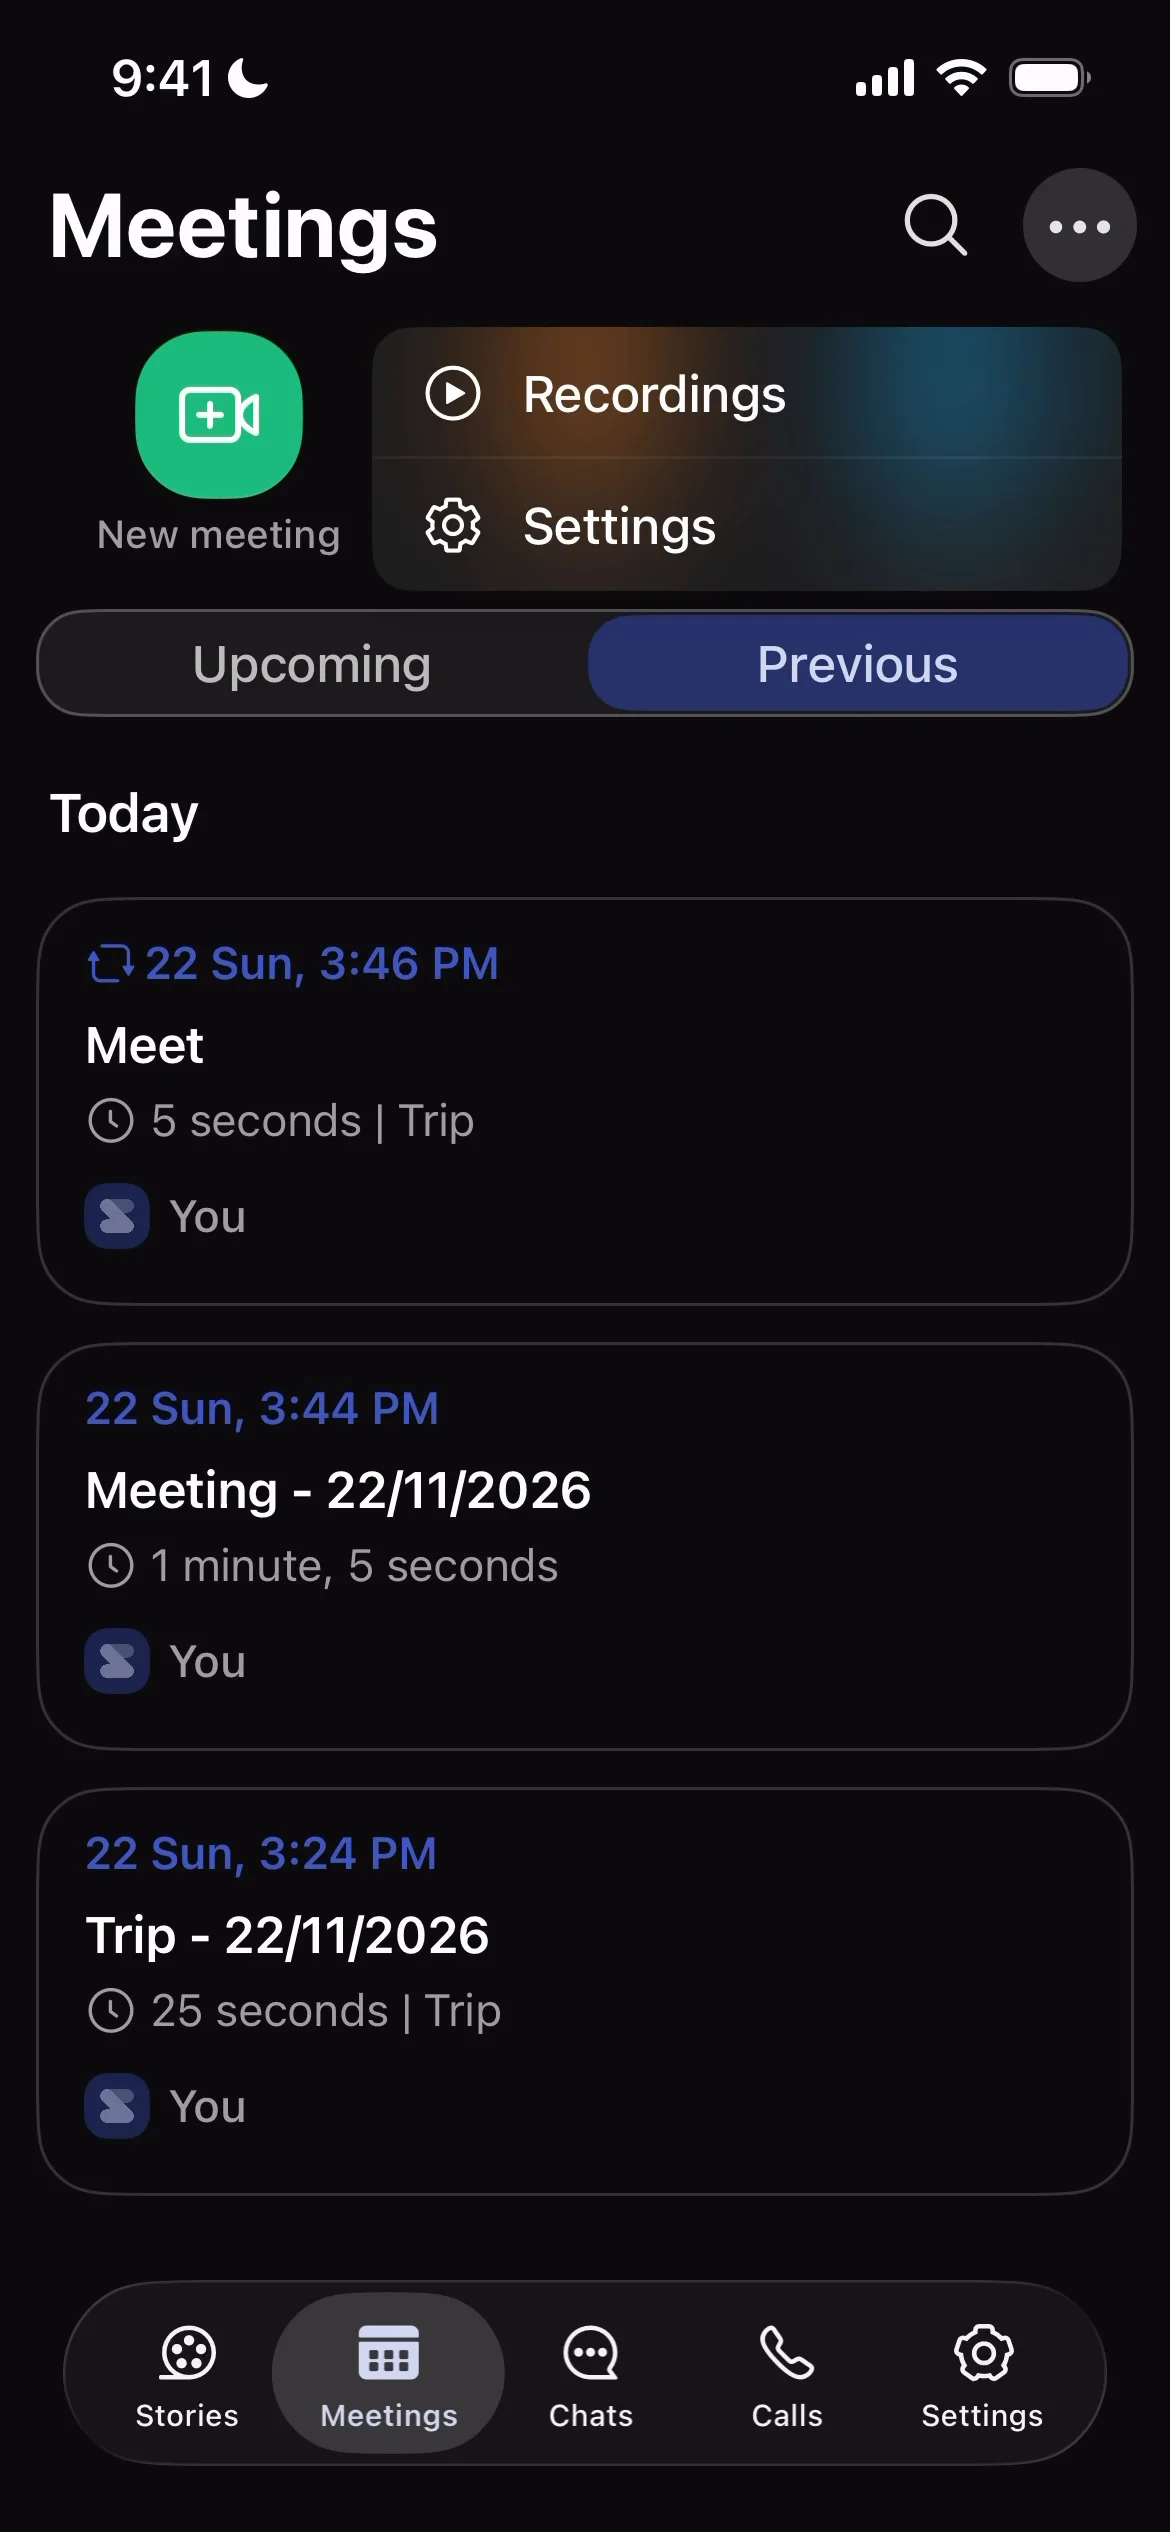 9:41
Meetings
New meeting
Recordings
Settings
Upcoming
Previous
Today
22 Sun, 3:46 PM
Meet
5 seconds | Trip
You
22 Sun, 3:44 PM
Meeting - 22/11/2026
1 minute, 5 seconds
You
22 Sun, 3:24 PM
Trip - 22/11/2026
25 seconds | Trip
You
Stories
Meetings
Chats
Calls
Settings